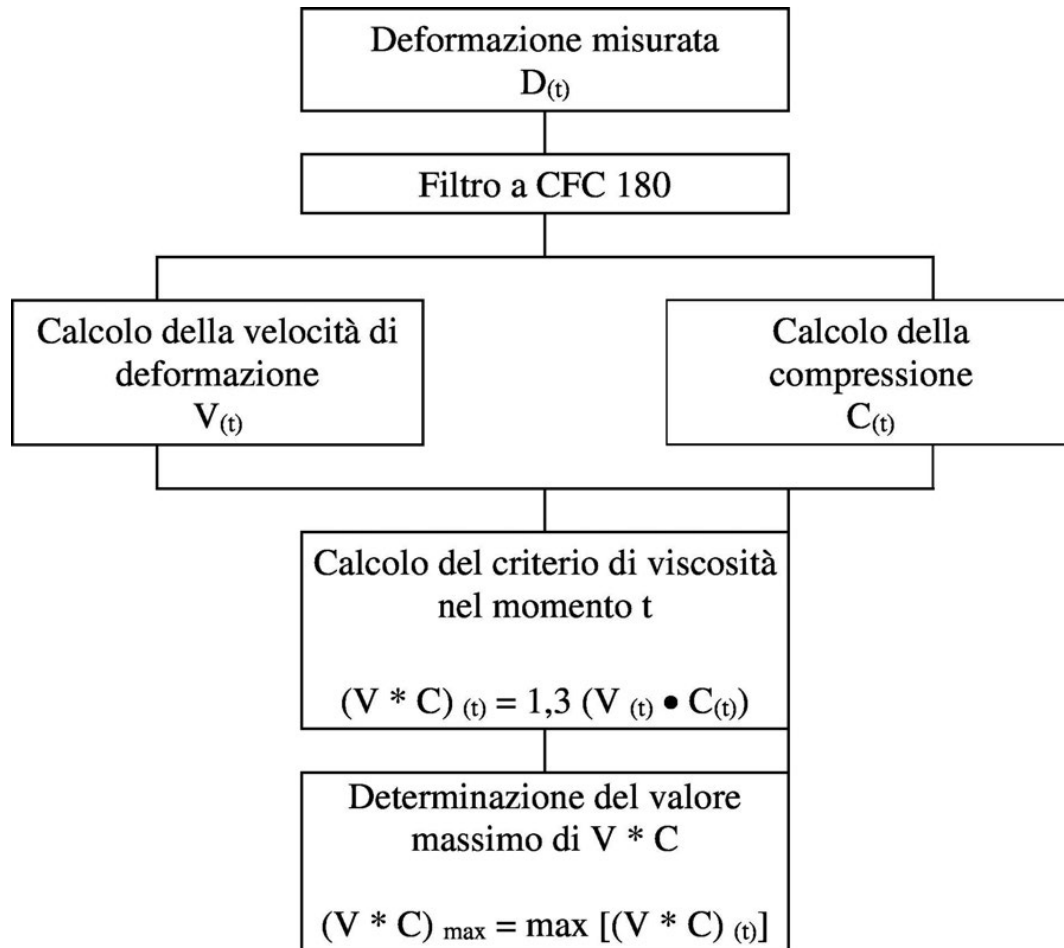 Deformazione misurata
D(t)
Filtro a CFC 180
Calcolo della velocità di
deformazione
V(t)
Calcolo della
compressione
C(t)
Calcolo del criterio di viscosità
nel momento t
(V * C) (t) = 1,3 (V (t) • C(t))
Determinazione del valore
massimo di V * C
(V * C) max = max [(V * C) (t)]